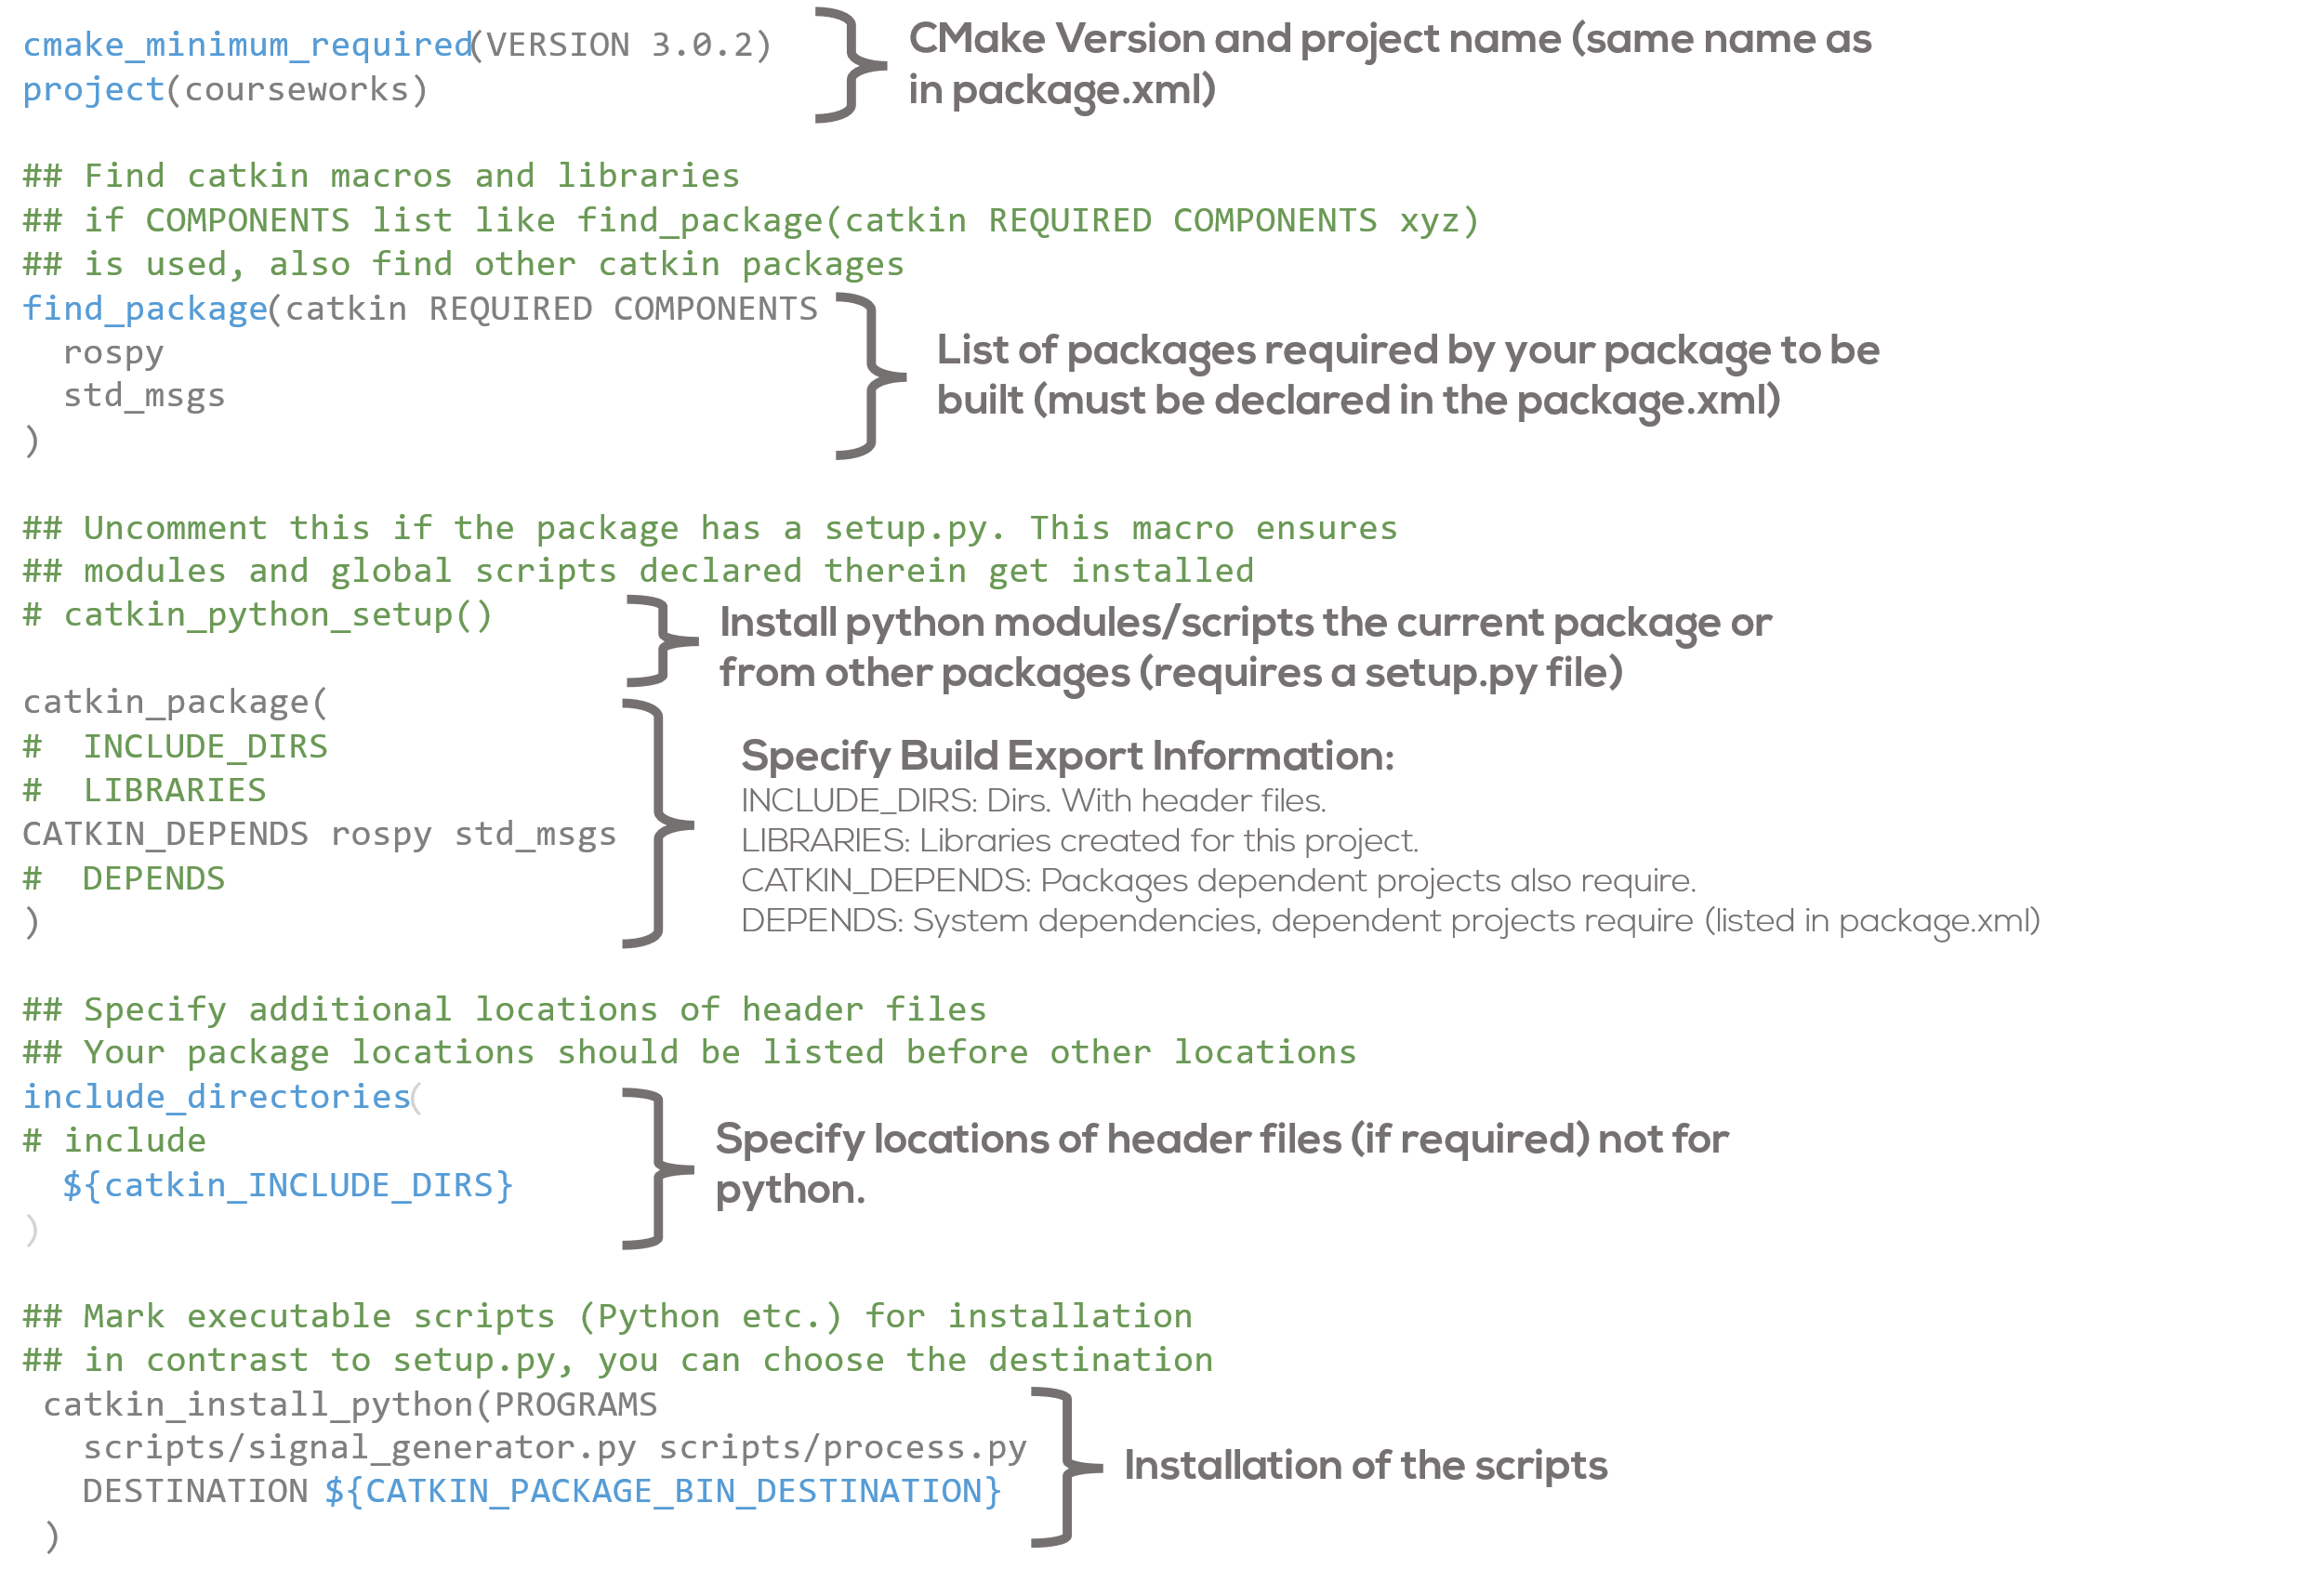 cmake_minimum_required(VERSION 3.0.2)
project(courseworks)
CMake Version and project name (same name as
in package.xml)
## Find catkin macros and libraries
## if COMPONENTS list like find_package(catkin REQUIRED COMPONENTS xyz)
## is used, also find other catkin packages
find_package(catkin REQUIRED COMPONENTS
  rospy
  std_msgs
)
List of packages required by your package to be
built (must be declared in the package.xml)
## Uncomment this if the package has a setup.py. This macro ensures
## modules and global scripts declared therein get installed
# catkin_python_setup()
Install python modules/scripts the current package or
from other packages (requires a setup.py file)
catkin_package(
#  INCLUDE_DIRS
#  LIBRARIES
CATKIN_DEPENDS rospy std_msgs
#  DEPENDS
)
Specify Build Export Information:
INCLUDE_DIRS: Dirs. With header files.
LIBRARIES: Libraries created for this project.
CATKIN_DEPENDS: Packages dependent projects also require.
DEPENDS: System dependencies, dependent projects require (listed in package.xml)
## Specify additional locations of header files
## Your package locations should be listed before other locations
include_directories(
# include
  ${catkin_INCLUDE_DIRS}
)
Specify locations of header files (if required) not for
python.
## Mark executable scripts (Python etc.) for installation
## in contrast to setup.py, you can choose the destination
 catkin_install_python(PROGRAMS
   scripts/signal_generator.py scripts/process.py
   DESTINATION ${CATKIN_PACKAGE_BIN_DESTINATION}
 )
Installation of the scripts